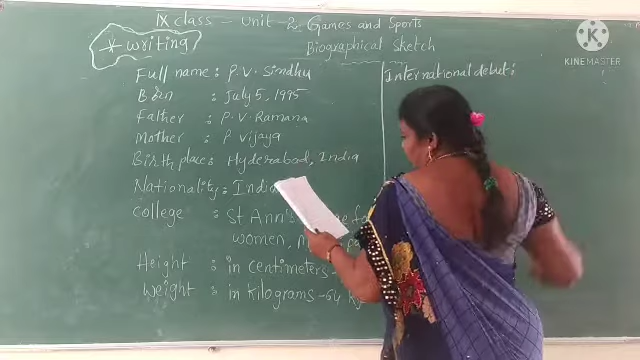 IX class - Unit - 2 Games and Sports
* writing
Biographical Sketch
Full name : P.V. Sindhu
Born : July 5, 1995
Father : P.V. Ramana
Mother : P Vijaya
Birth place : Hyderabad, India
Nationality : India
college : St Ann's
women,
Height : in centimeters -
Weight : in kilograms - 64 kg
International debut :
KINEMASTER